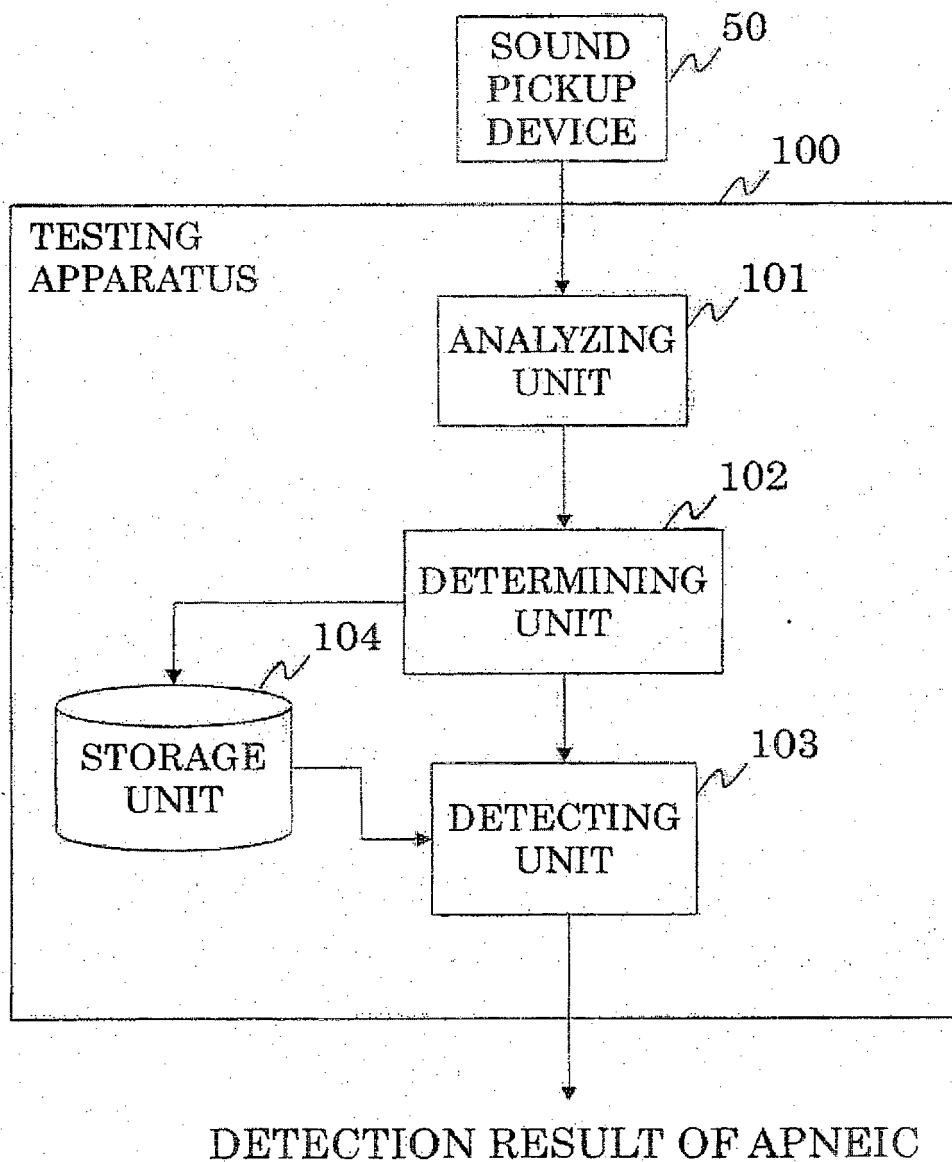 SOUND
PICKUP
DEVICE
50
100
TESTING
APPARATUS
101
ANALYZING
UNIT
102
DETERMINING
UNIT
104
STORAGE
UNIT
103
DETECTING
UNIT
DETECTION RESULT OF APNEIC